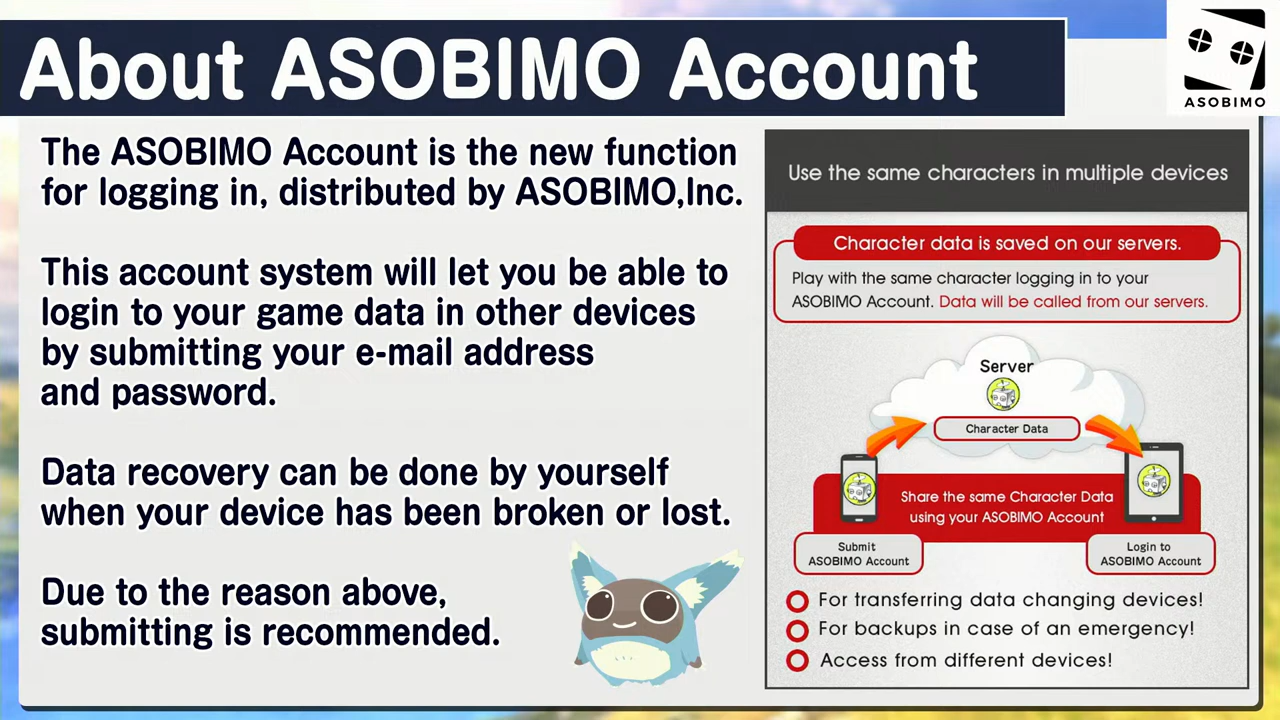 About ASOBIMO Account
ASOBIMO
The ASOBIMO Account is the new function
for logging in, distributed by ASOBIMO,Inc.
This account system will let you be able to
login to your game data in other devices
by submitting your e-mail address
and password.
Data recovery can be done by yourself
when your device has been broken or lost.
Due to the reason above,
submitting is recommended.
Use the same characters in multiple devices
Character data is saved on our servers.
Play with the same character logging in to your
ASOBIMO Account. Data will be called from our servers.
Server
Character Data
Share the same Character Data
using your ASOBIMO Account
Submit
ASOBIMO Account
Login to
ASOBIMO Account
For transferring data changing devices!
For backups in case of an emergency!
Access from different devices!